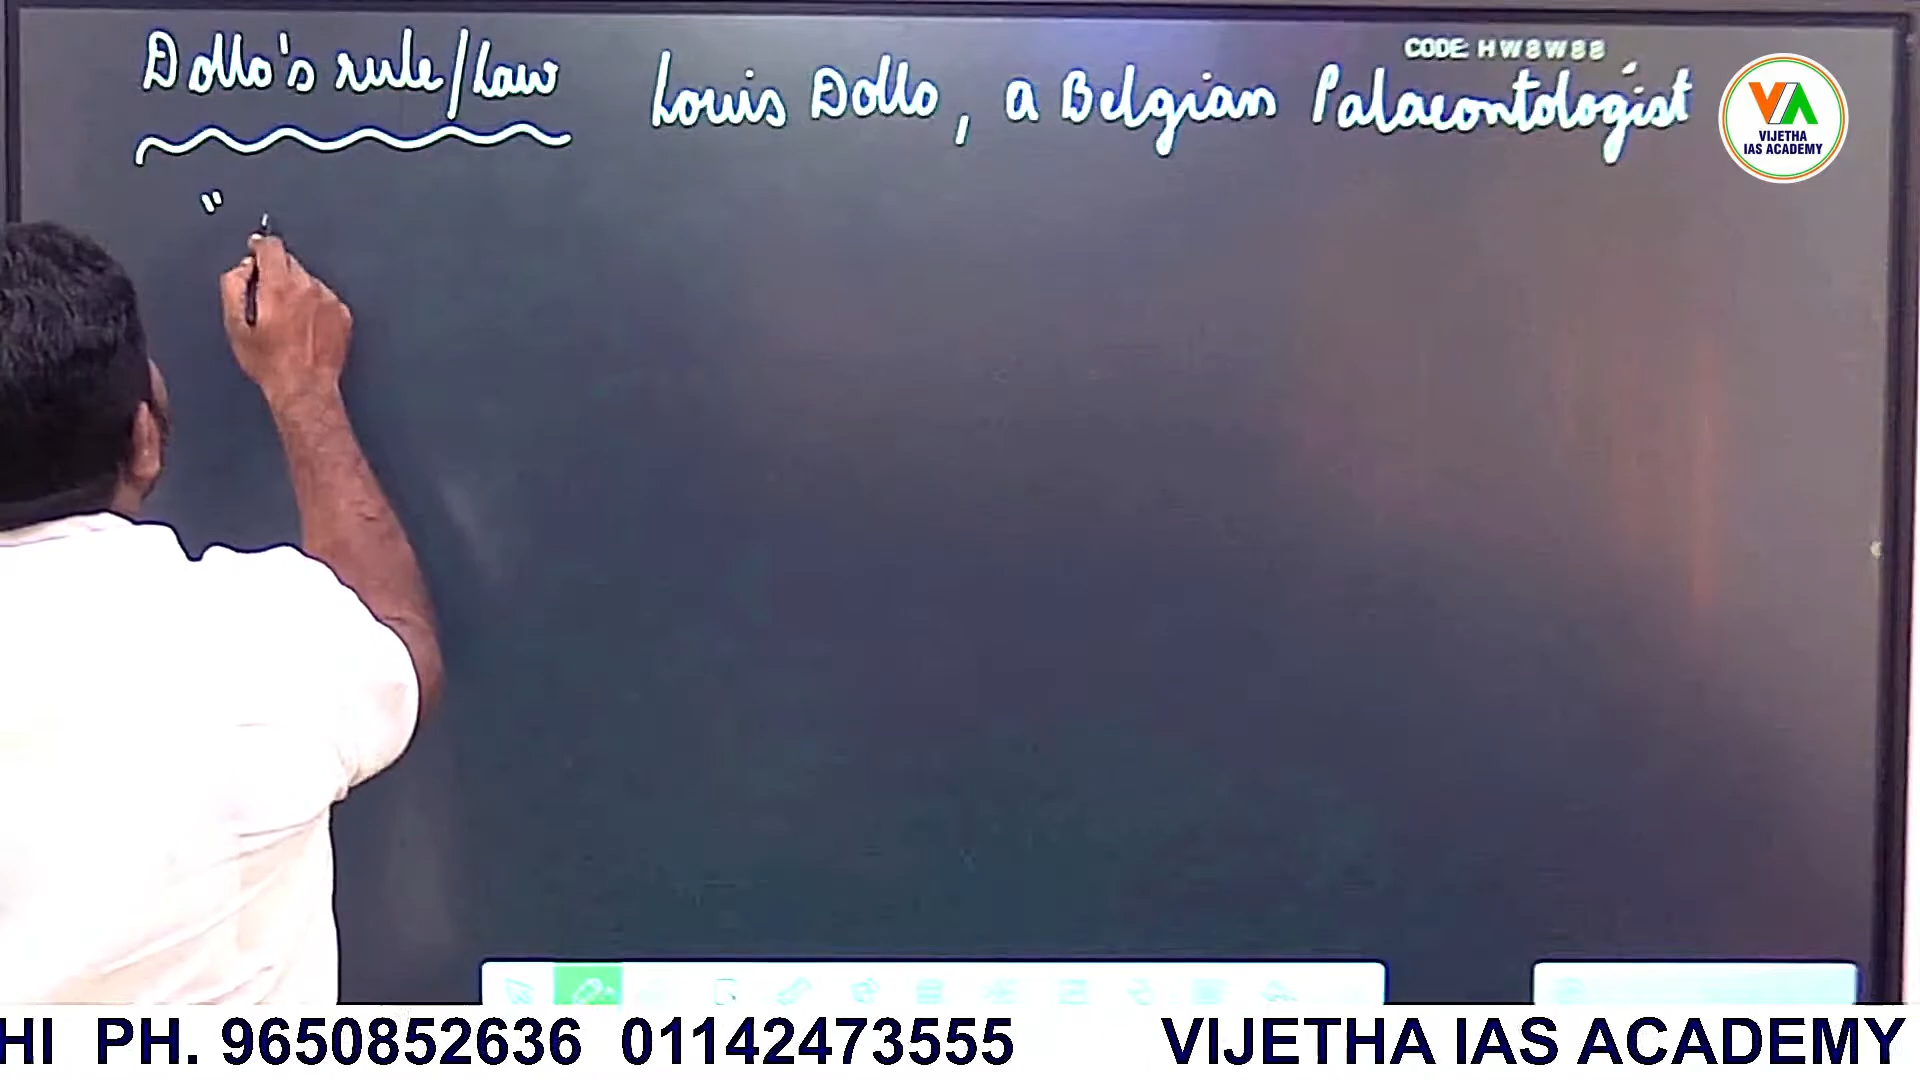 CODE: HW8W88
Dollo's rule/Law Louis Dollo, a Belgian Palaeontologist
VA
VIJETHA
IAS ACADEMY
"
HI PH. 9650852636 01142473555 VIJETHA IAS ACADEMY